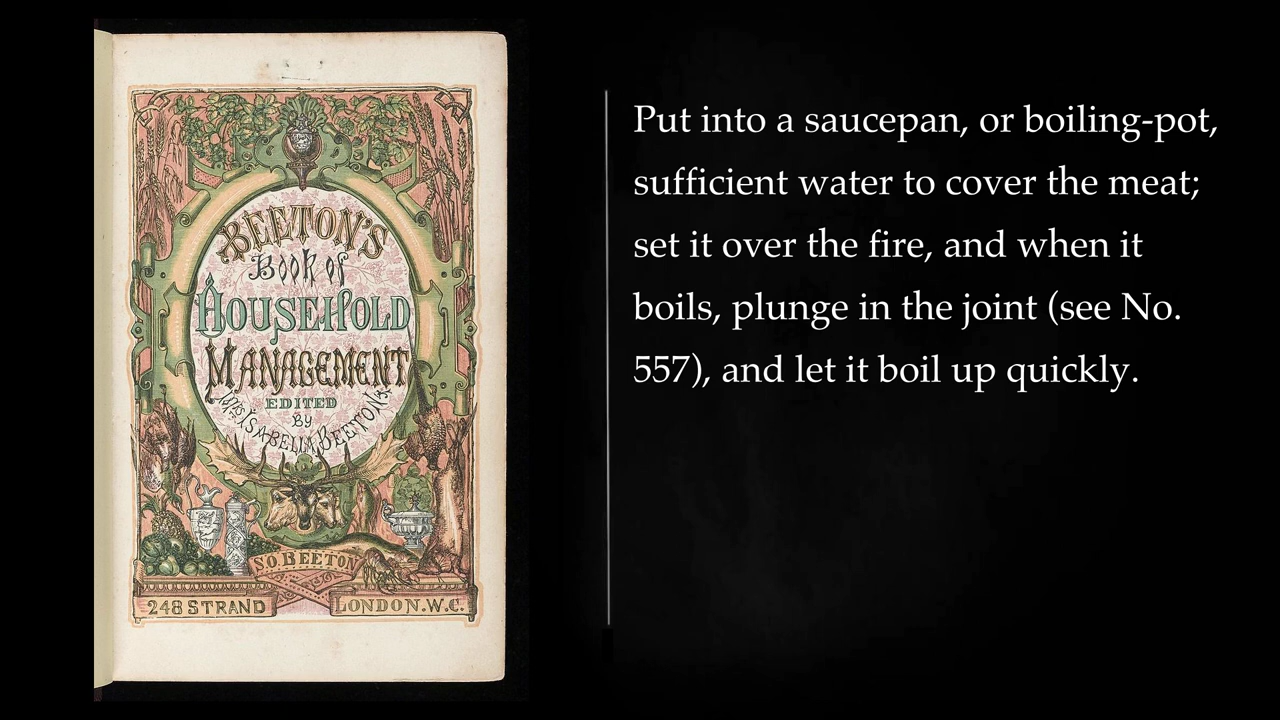 BEETON'S
Book of
HOUSEHOLD
MANAGEMENT
EDITED
BY
MRS ISABELLA BEETON
S.O. BEETON
248 STRAND
LONDON. W.C.
Put into a saucepan, or boiling-pot,
sufficient water to cover the meat;
set it over the fire, and when it
boils, plunge in the joint (see No.
557), and let it boil up quickly.